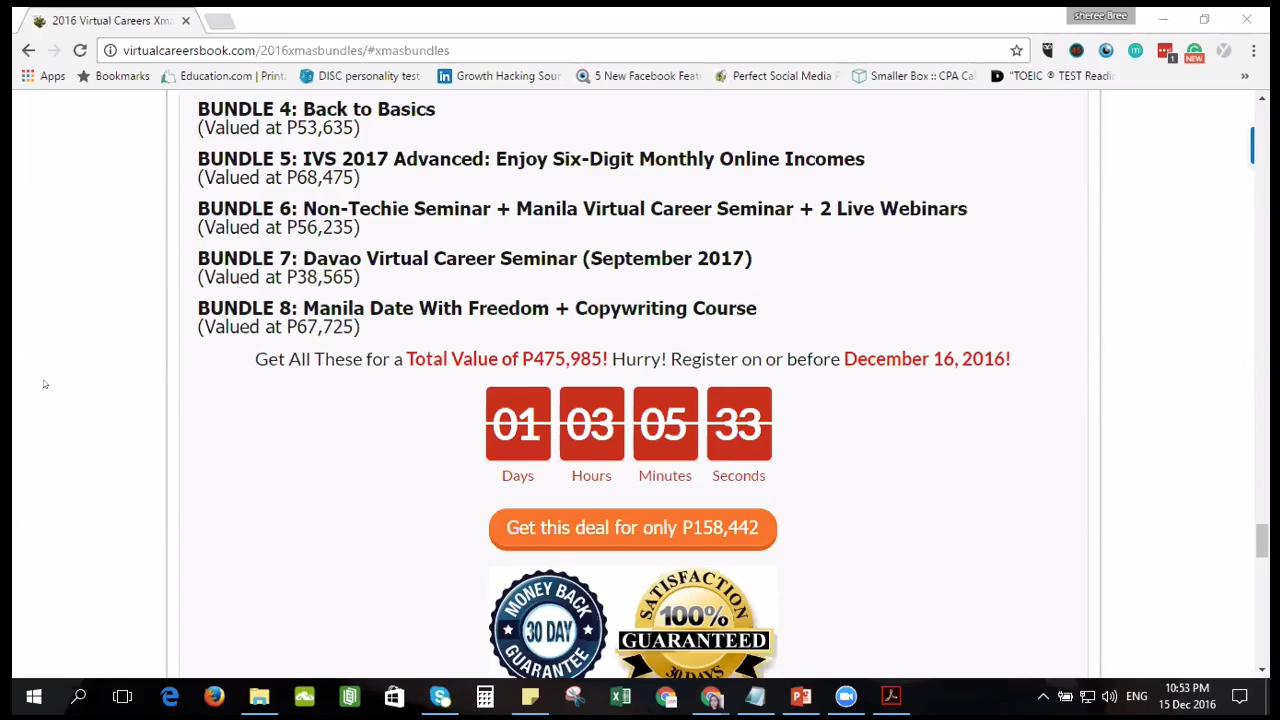 2016 Virtual Careers Xma
sheree Bree
virtualcareersbook.com/2016xmasbundles/#xmasbundles
Apps Bookmarks Education.com | Print DISC personality test Growth Hacking Sour 5 New Facebook Feat Perfect Social Media Smaller Box :: CPA Cal "TOEIC ® TEST Readin
NEW
1
BUNDLE 4: Back to Basics
(Valued at P53,635)
BUNDLE 5: IVS 2017 Advanced: Enjoy Six-Digit Monthly Online Incomes
(Valued at P68,475)
BUNDLE 6: Non-Techie Seminar + Manila Virtual Career Seminar + 2 Live Webinars
(Valued at P56,235)
BUNDLE 7: Davao Virtual Career Seminar (September 2017)
(Valued at P38,565)
BUNDLE 8: Manila Date With Freedom + Copywriting Course
(Valued at P67,725)
Get All These for a Total Value of P475,985! Hurry! Register on or before December 16, 2016!
01 03 05 33
Days Hours Minutes Seconds
Get this deal for only P158,442
MONEY BACK
30 DAY
GUARANTEE
SATISFACTION
100%
GUARANTEED
30 DAYS
ENG
10:53 PM
15 Dec 2016